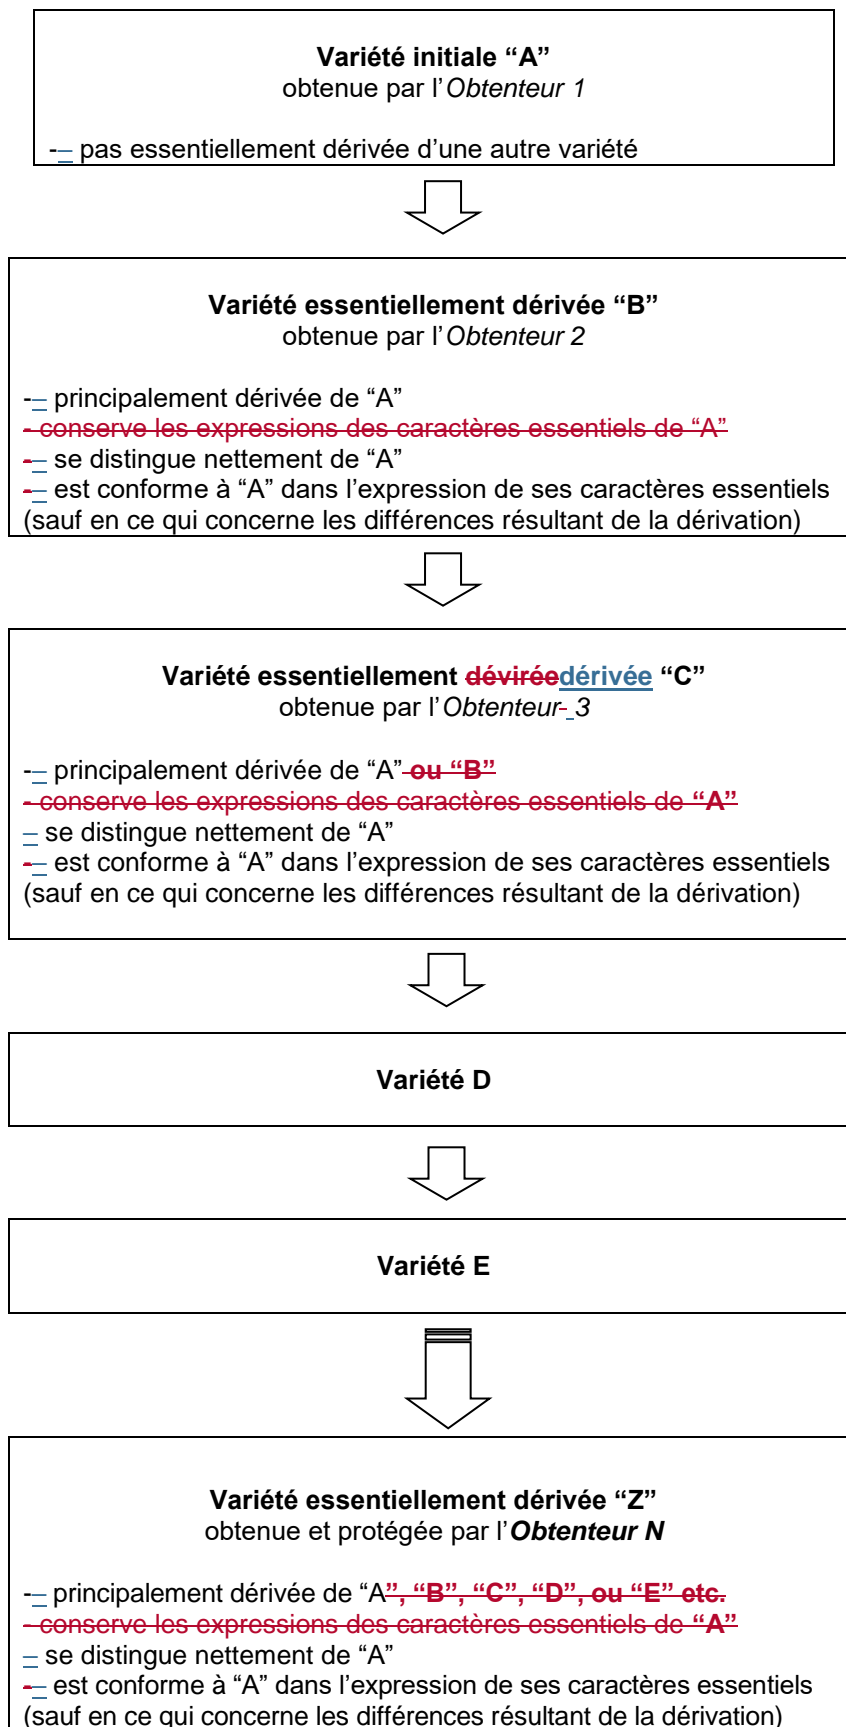 Variété initiale “A”
obtenue par l’Obtenteur 1
-– pas essentiellement dérivée d’une autre variété
Variété essentiellement dérivée “B”
obtenue par l’Obtenteur 2
-– principalement dérivée de “A”
- conserve les expressions des caractères essentiels de “A”
-– se distingue nettement de “A”
-– est conforme à “A” dans l’expression de ses caractères essentiels
(sauf en ce qui concerne les différences résultant de la dérivation)
Variété essentiellement déviréedérivée “C”
obtenue par l’Obtenteur- 3
-– principalement dérivée de “A” ou “B”
- conserve les expressions des caractères essentiels de “A”
– se distingue nettement de “A”
-– est conforme à “A” dans l’expression de ses caractères essentiels
(sauf en ce qui concerne les différences résultant de la dérivation)
Variété D
Variété E
Variété essentiellement dérivée “Z”
obtenue et protégée par l’Obtenteur N
-– principalement dérivée de “A”, “B”, “C”, “D”, ou “E” etc.
- conserve les expressions des caractères essentiels de “A”
– se distingue nettement de “A”
-– est conforme à “A” dans l’expression de ses caractères essentiels
(sauf en ce qui concerne les différences résultant de la dérivation)